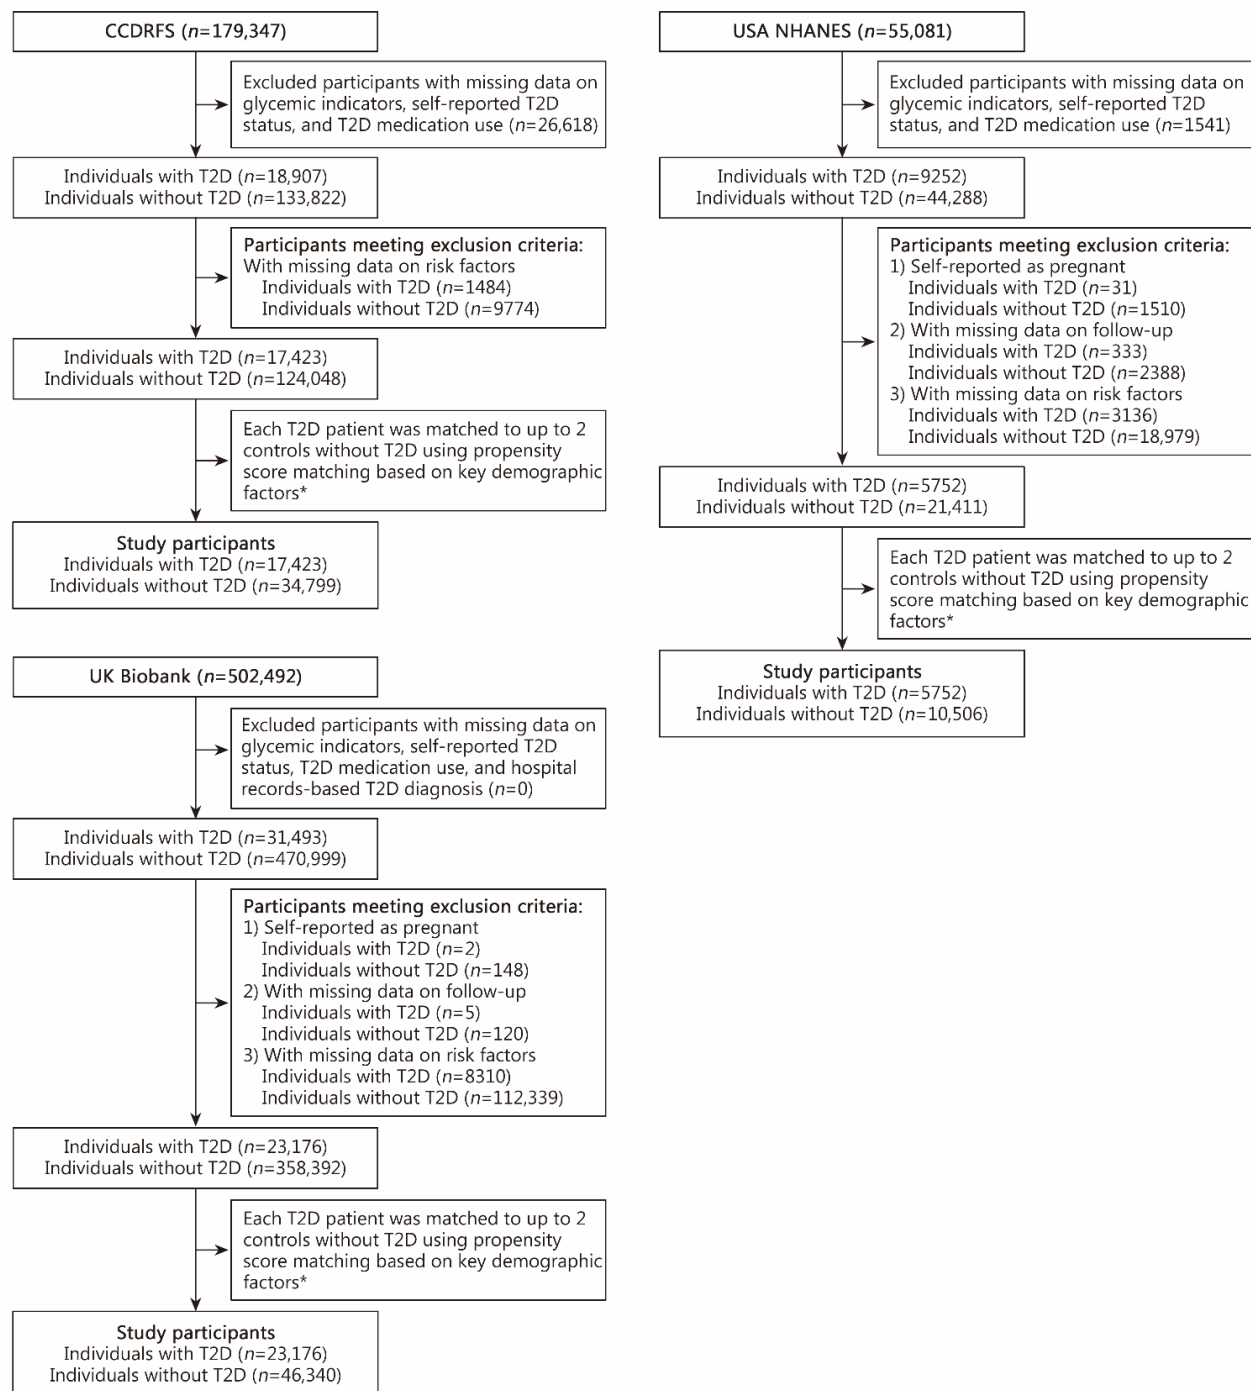 CCDRFS (n=179,347)
Excluded participants with missing data on
glycemic indicators, self-reported T2D
status, and T2D medication use (n=26,618)
Individuals with T2D (n=18,907)
Individuals without T2D (n=133,822)
Participants meeting exclusion criteria:
With missing data on risk factors
Individuals with T2D (n=1484)
Individuals without T2D (n=9774)
Individuals with T2D (n=17,423)
Individuals without T2D (n=124,048)
Each T2D patient was matched to up to 2
controls without T2D using propensity
score matching based on key demographic
factors*
Study participants
Individuals with T2D (n=17,423)
Individuals without T2D (n=34,799)
USA NHANES (n=55,081)
Excluded participants with missing data on
glycemic indicators, self-reported T2D
status, and T2D medication use (n=1541)
Individuals with T2D (n=9252)
Individuals without T2D (n=44,288)
Participants meeting exclusion criteria:
1) Self-reported as pregnant
Individuals with T2D (n=31)
Individuals without T2D (n=1510)
2) With missing data on follow-up
Individuals with T2D (n=333)
Individuals without T2D (n=2388)
3) With missing data on risk factors
Individuals with T2D (n=3136)
Individuals without T2D (n=18,979)
Individuals with T2D (n=5752)
Individuals without T2D (n=21,411)
Each T2D patient was matched to up to 2
controls without T2D using propensity
score matching based on key demographic
factors*
Study participants
Individuals with T2D (n=5752)
Individuals without T2D (n=10,506)
UK Biobank (n=502,492)
Excluded participants with missing data on
glycemic indicators, self-reported T2D
status, T2D medication use, and hospital
records-based T2D diagnosis (n=0)
Individuals with T2D (n=31,493)
Individuals without T2D (n=470,999)
Participants meeting exclusion criteria:
1) Self-reported as pregnant
Individuals with T2D (n=2)
Individuals without T2D (n=148)
2) With missing data on follow-up
Individuals with T2D (n=5)
Individuals without T2D (n=120)
3) With missing data on risk factors
Individuals with T2D (n=8310)
Individuals without T2D (n=112,339)
Individuals with T2D (n=23,176)
Individuals without T2D (n=358,392)
Each T2D patient was matched to up to 2
controls without T2D using propensity
score matching based on key demographic
factors*
Study participants
Individuals with T2D (n=23,176)
Individuals without T2D (n=46,340)